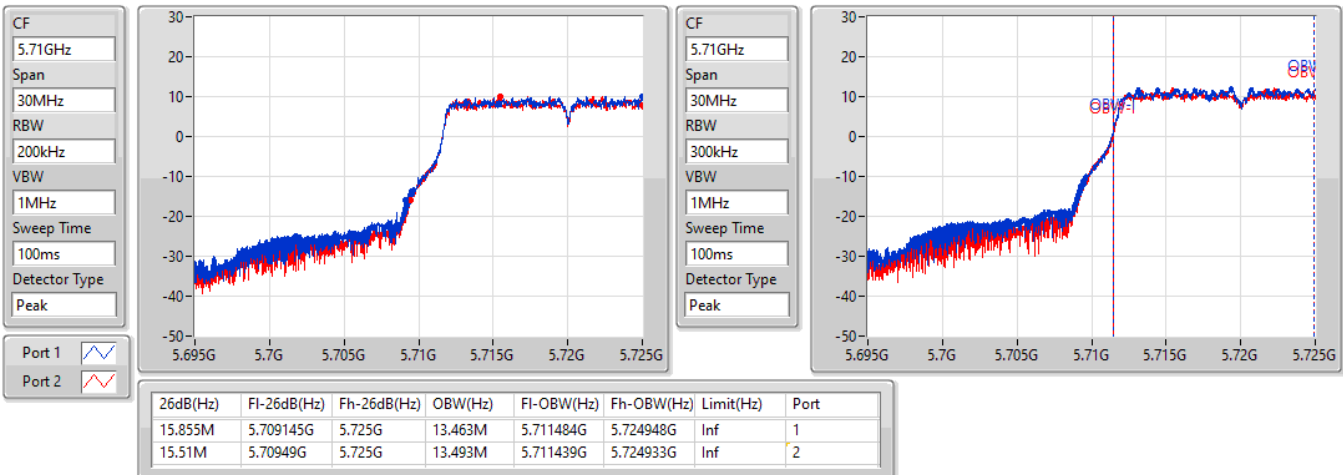 CF
5.71GHz
Span
30MHz
RBW
200kHz
VBW
1MHz
Sweep Time
100ms
Detector Type
Peak
Port 1
Port 2
30
20
10
0
-10
-20
-30
-40
-50
5.695G 5.7G 5.705G 5.71G 5.715G 5.72G 5.725G
CF
5.71GHz
Span
30MHz
RBW
300kHz
VBW
1MHz
Sweep Time
100ms
Detector Type
Peak
30
20
10
0
-10
-20
-30
-40
-50
5.695G 5.7G 5.705G 5.71G 5.715G 5.72G 5.725G
26dB(Hz) Fl-26dB(Hz) Fh-26dB(Hz) OBW(Hz) Fl-OBW(Hz) Fh-OBW(Hz) Limit(Hz) Port
15.855M 5.709145G 5.725G 13.463M 5.711484G 5.724948G Inf 1
15.51M 5.70949G 5.725G 13.493M 5.711439G 5.724933G Inf 2